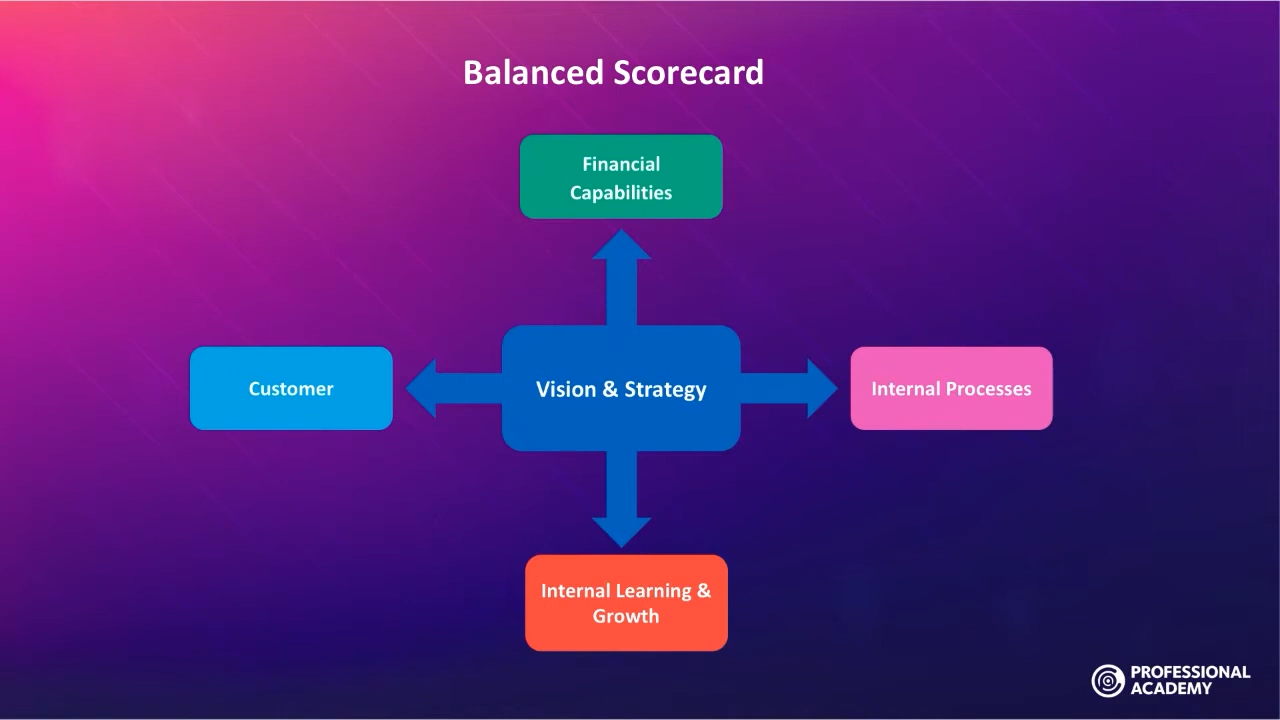 Balanced Scorecard
Financial
Capabilities
Customer
Vision & Strategy
Internal Processes
Internal Learning &
Growth
PROFESSIONAL
ACADEMY